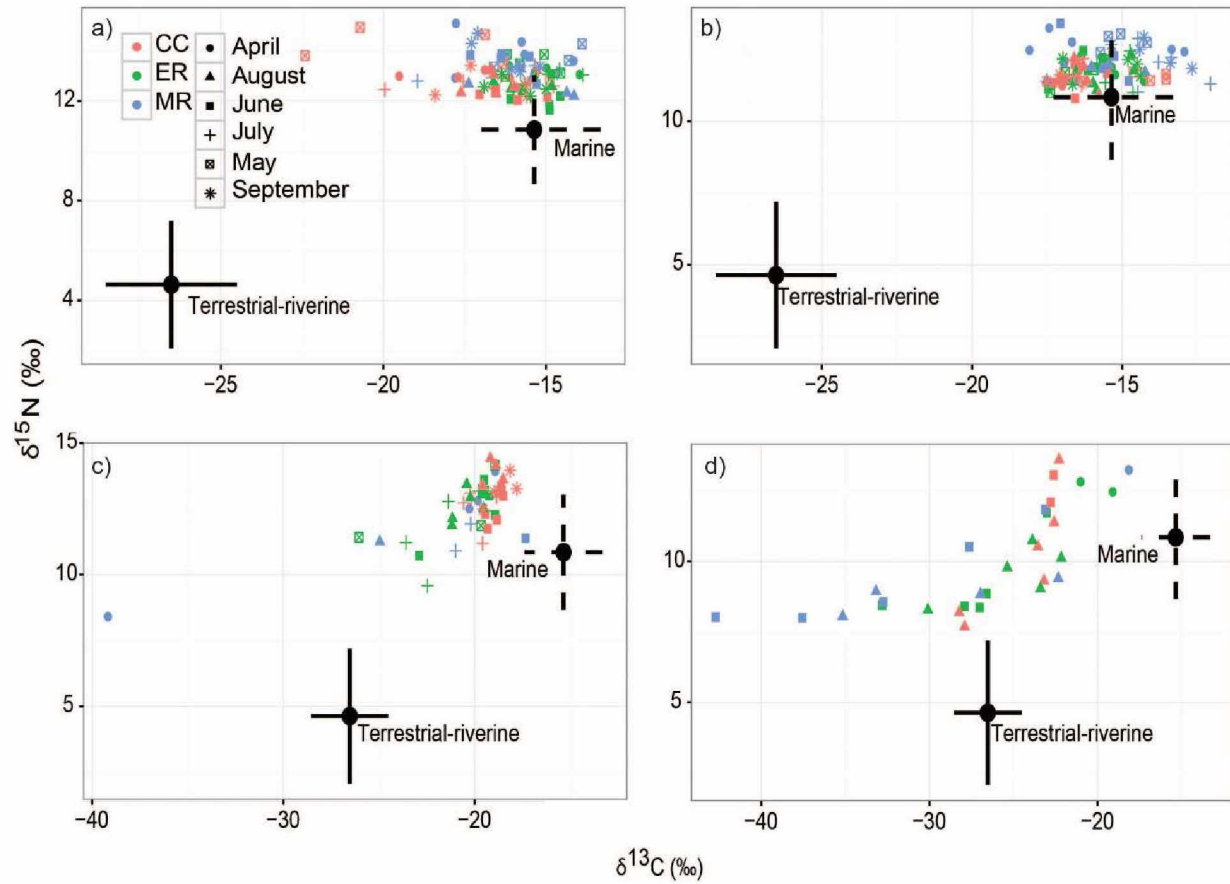 a)
CC
ER
MR
April
August
June
July
May
September
Marine
Terrestrial-riverine
12
8
4
−25
−20
−15
b)
Marine
Terrestrial-riverine
10
5
−25
−20
−15
δ15N (‰)
c)
Marine
Terrestrial-riverine
15
10
5
−40
−30
−20
d)
Marine
Terrestrial-riverine
10
5
−40
−30
−20
δ13C (‰)